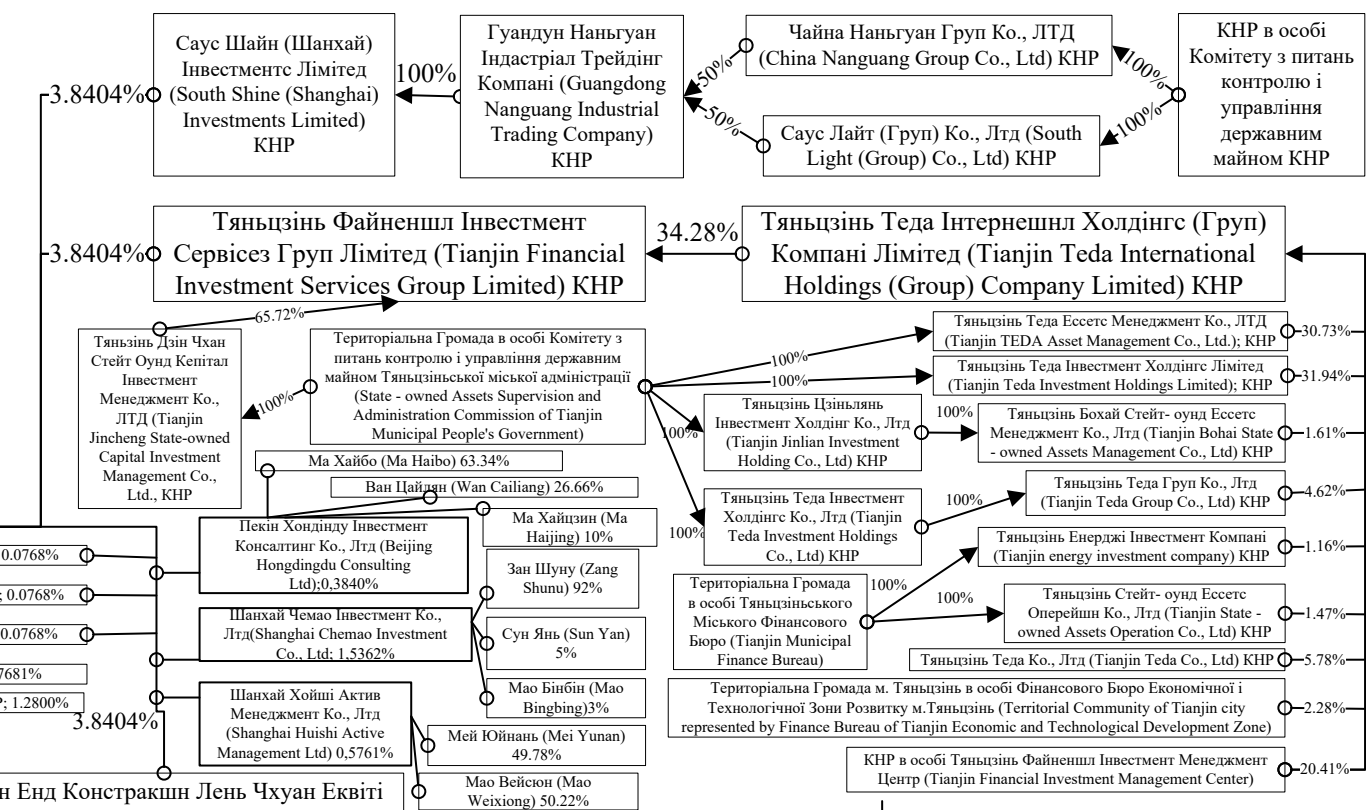 Саус Шайн (Шанхай)
Інвестментс Лімітед
(South Shine (Shanghai)
Investments Limited)
КНР
3.8404%
100%
Гуандун Наньгуан
Індастріал Трейдінг
Компані (Guangdong
Nanguang Industrial
Trading Company)
КНР
50%
50%
Чайна Наньгуан Груп Ко., ЛТД
(China Nanguang Group Co., Ltd) КНР
Саус Лайт (Груп) Ко., Лтд (South
Light (Group) Co., Ltd) КНР
100%
100%
КНР в особі
Комітету з питань
контролю і
управління
державним
майном КНР
3.8404%
Тяньцзінь Файненшл Інвестмент
Сервісез Груп Лімітед (Tianjin Financial
Investment Services Group Limited) КНР
34.28%
Тяньцзінь Теда Інтернешнл Холдінгс (Груп)
Компані Лімітед (Tianjin Teda International
Holdings (Group) Company Limited) КНР
65.72%
Тяньзінь Дзін Чхан
Стейт Оунд Кепітал
Інвестмент
Менеджмент Ко.,
ЛТД (Tianjin
Jincheng State-owned
Capital Investment
Management Co.,
Ltd., КНР
100%
Територіальна Громада в особі Комітету з
питань контролю і управління державним
майном Тяньцзіньської міської адміністрації
(State - owned Assets Supervision and
Administration Commission of Tianjin
Municipal People's Government)
100%
100%
100%
100%
Тяньцзінь Теда Ессетс Менеджмент Ко., ЛТД
(Tianjin TEDA Asset Management Co., Ltd.); КНР
30.73%
Тяньцзінь Теда Інвестмент Холдінгс Лімітед
(Tianjin Teda Investment Holdings Limited); КНР
31.94%
Тяньцзінь Цзіньлянь
Інвестмент Холдінг Ко., Лтд
(Tianjin Jinlian Investment
Holding Co., Ltd) КНР
100%
Тяньцзінь Бохай Стейт- оунд Ессетс
Менеджмент Ко., Лтд (Tianjin Bohai State
- owned Assets Management Co., Ltd) КНР
1.61%
Тяньцзінь Теда Інвестмент
Холдінгс Ко., Лтд (Tianjin
Teda Investment Holdings
Co., Ltd) КНР
100%
Тяньцзінь Теда Груп Ко., Лтд
(Tianjin Teda Group Co., Ltd) КНР
4.62%
Територіальна Громада
в особі Тяньцзіньського
Міського Фінансового
Бюро (Tianjin Municipal
Finance Bureau)
100%
100%
Тяньцзінь Енерджі Інвестмент Компані
(Tianjin energy investment company) КНР
1.16%
Тяньцзінь Стейт- оунд Ессетс
Оперейшн Ко., Лтд (Tianjin State -
owned Assets Operation Co., Ltd) КНР
1.47%
Тяньцзінь Теда Ко., Лтд (Tianjin Teda Co., Ltd) КНР
5.78%
Територіальна Громада м. Тяньцзінь в особі Фінансового Бюро Економічної і
Технологічної Зони Розвитку м.Тяньцзінь (Territorial Community of Tianjin city
represented by Finance Bureau of Tianjin Economic and Technological Development Zone)
2.28%
КНР в особі Тяньцзінь Файненшл Інвестмент Менеджмент
Центр (Tianjin Financial Investment Management Center)
20.41%
Ма Хайбо (Ma Haibo) 63.34%
Ван Цайлян (Wan Cailiang) 26.66%
Ма Хайцзин (Ma
Haijing) 10%
Пекін Хондінду Інвестмент
Консалтинг Ко., Лтд (Beijing
Hongdingdu Consulting
Ltd);0,3840%
Зан Шуну (Zang
Shunu) 92%
Сун Янь (Sun Yan)
5%
Мао Бінбін (Mao
Bingbing)3%
Шанхай Чемао Інвестмент Ко.,
Лтд(Shanghai Chemao Investment
Co., Ltd; 1,5362%
Шанхай Хойші Актив
Менеджмент Ко., Лтд
(Shanghai Huishi Active
Management Ltd) 0,5761%
Мей Юйнань (Mei Yunan)
49.78%
Мао Вейсюн (Mao
Weixiong) 50.22%
0.0768%
; 0.0768%
0.0768%
7681%
Р; 1.2800%
3.8404%
н Енд Констракшн Лень Чхуан Еквіті